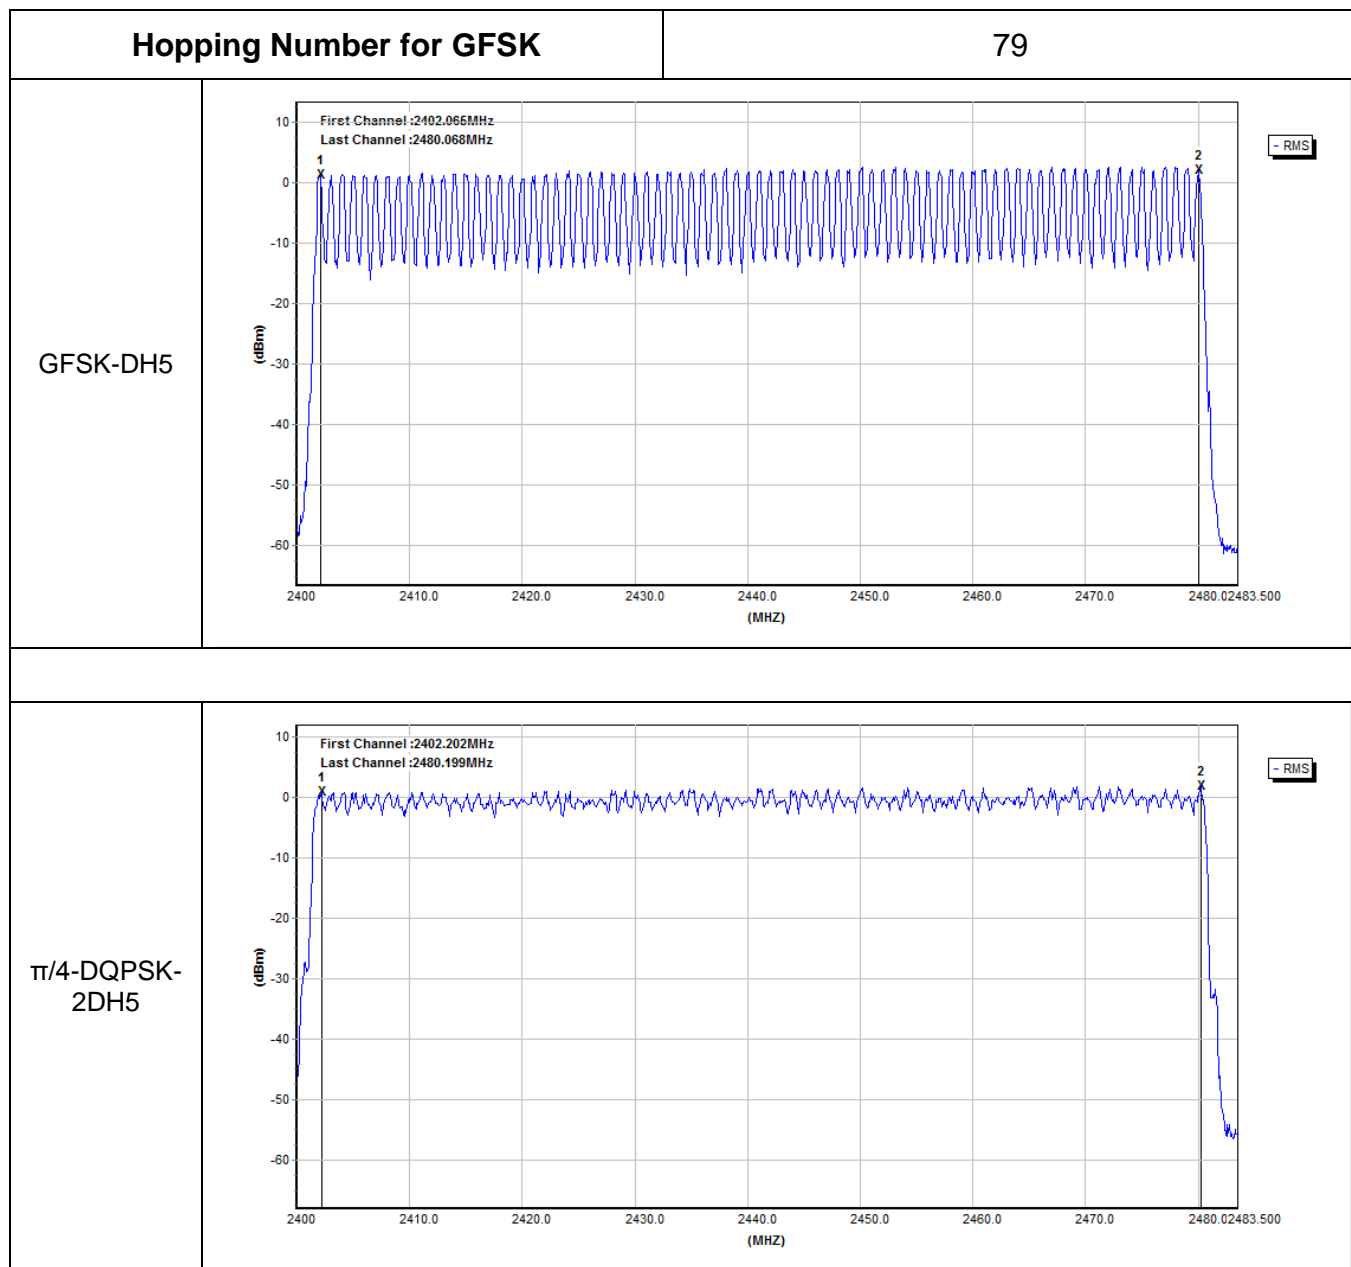 Hopping Number for GFSK 79
GFSK-DH5
First Channel :2402.065MHz
Last Channel :2480.068MHz
1 2
- RMS
10
0
-10
-20
-30
-40
-50
-60
(dBm)
2400 2410.0 2420.0 2430.0 2440.0 2450.0 2460.0 2470.0 2480.02483.500
(MHZ)
π/4-DQPSK-
2DH5
First Channel :2402.202MHz
Last Channel :2480.199MHz
1 2
- RMS
10
0
-10
-20
-30
-40
-50
-60
(dBm)
2400 2410.0 2420.0 2430.0 2440.0 2450.0 2460.0 2470.0 2480.02483.500
(MHZ)